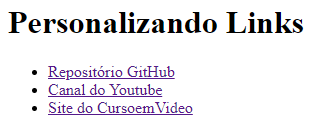 Personalizando Links
Repositório GitHub
Canal do Youtube
Site do CursoemVideo